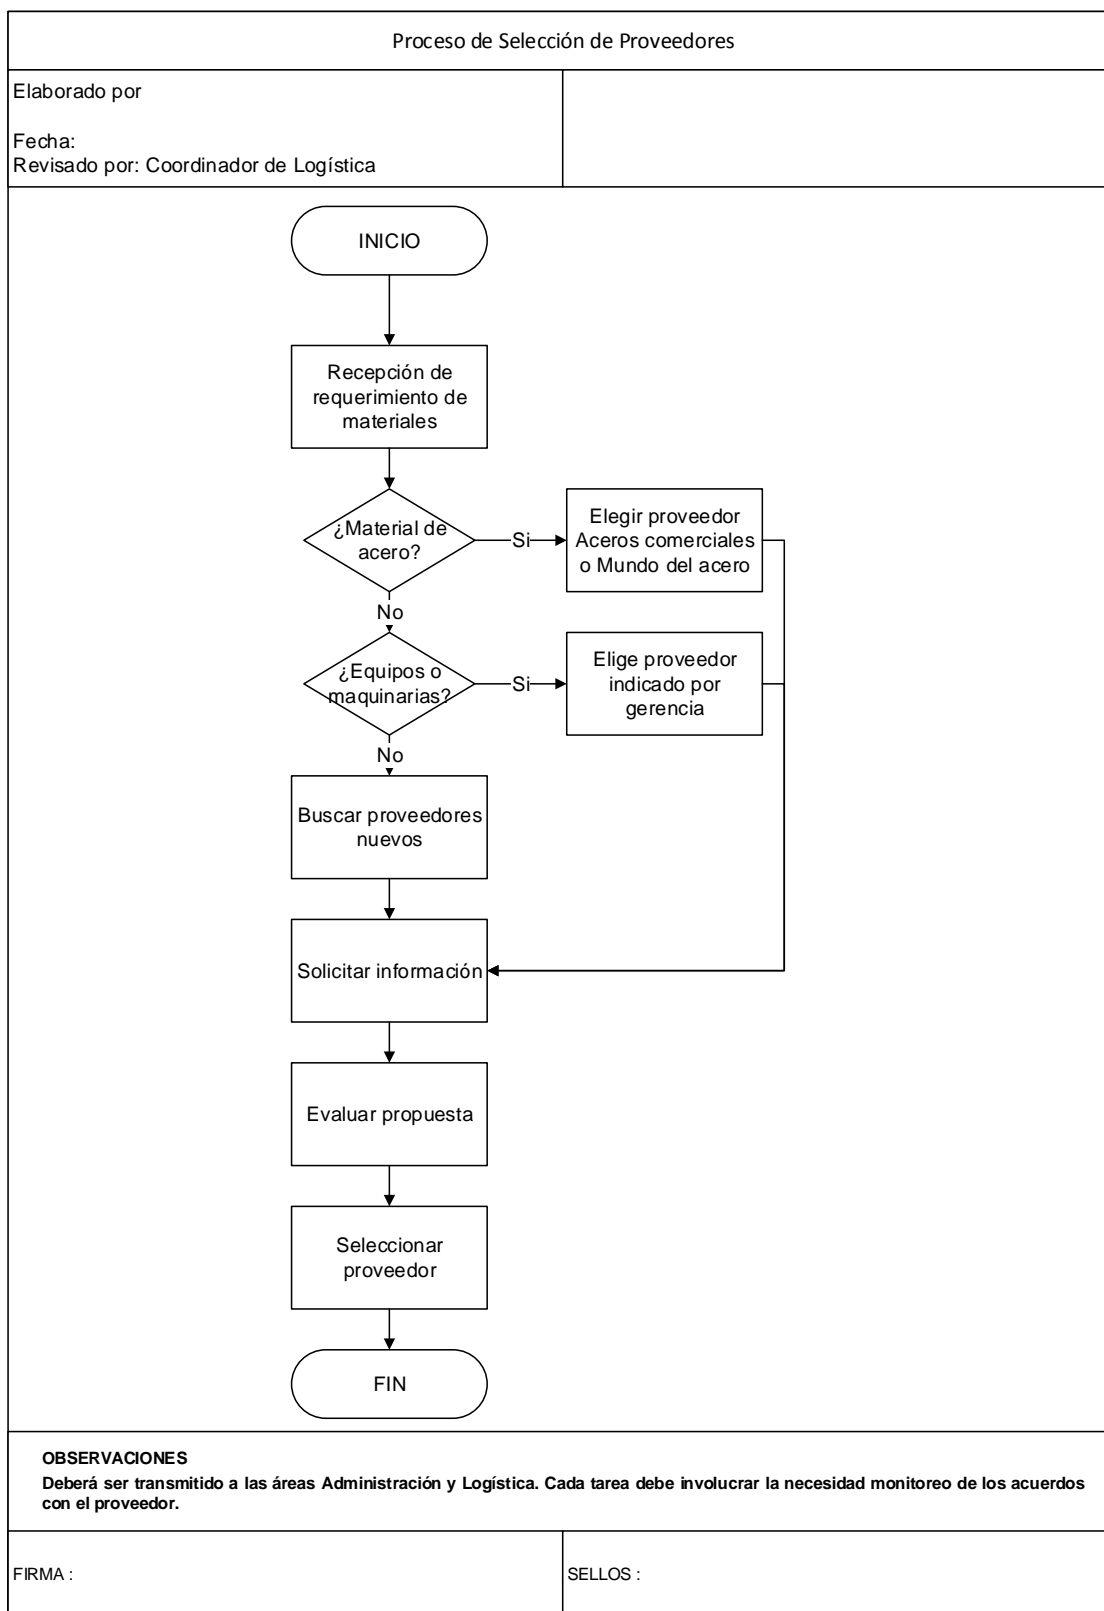 Proceso de Selección de Proveedores
Elaborado por
Fecha:
Revisado por: Coordinador de Logística
INICIO
Recepción de
requerimiento de
materiales
¿Material de
acero?
Si
Elegir proveedor
Aceros comerciales
o Mundo del acero
No
¿Equipos o
maquinarias?
Si
Elige proveedor
indicado por
gerencia
No
Buscar proveedores
nuevos
Solicitar información
Evaluar propuesta
Seleccionar
proveedor
FIN
OBSERVACIONES
Deberá ser transmitido a las áreas Administración y Logística. Cada tarea debe involucrar la necesidad monitoreo de los acuerdos
con el proveedor.
FIRMA :
SELLOS :